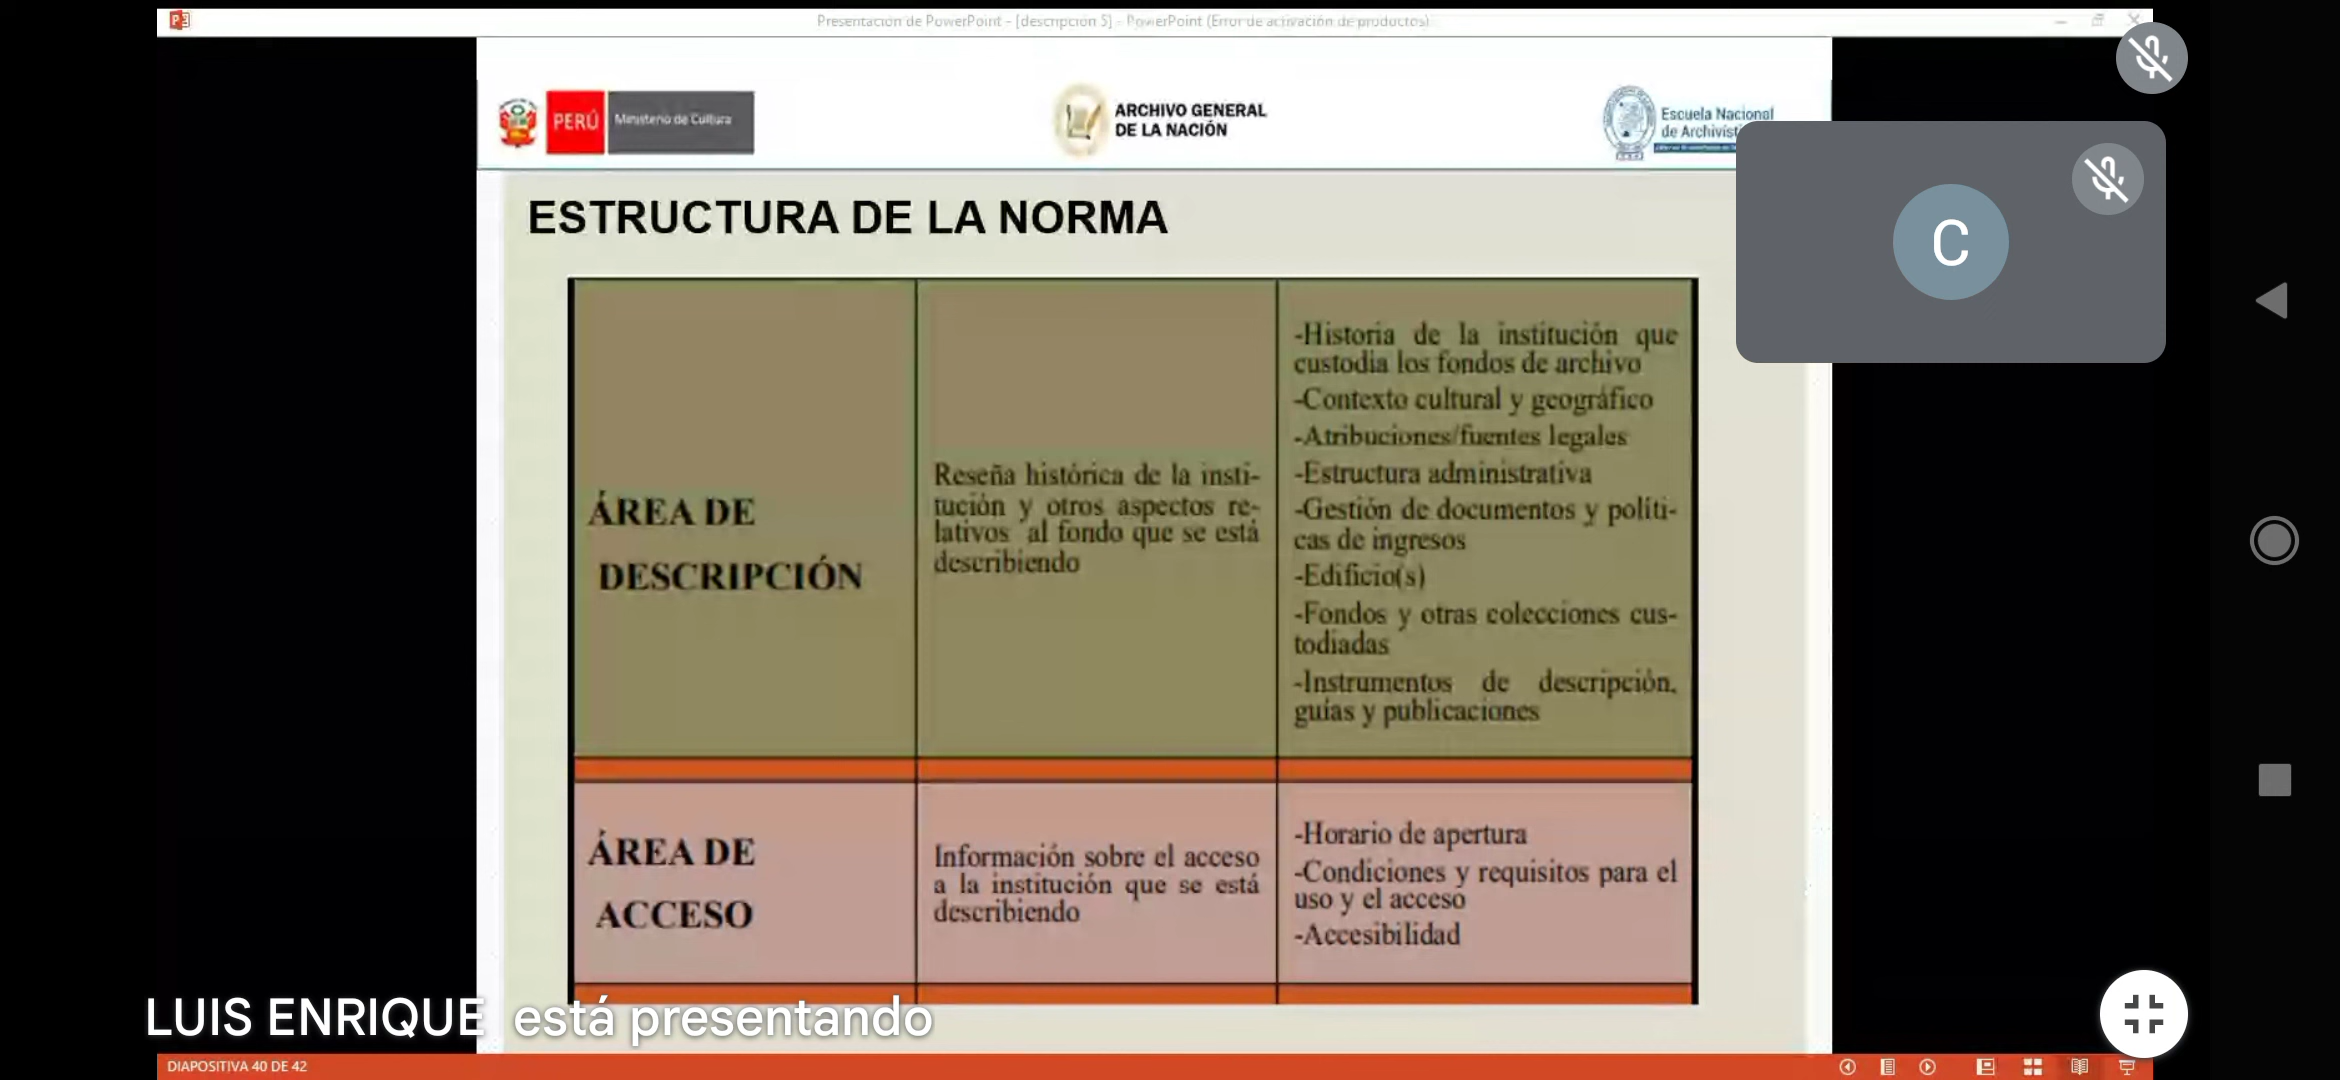 Presentación de PowerPoint - [descripción 5] - PowerPoint (Error de activación de productos)
PERÚ
Ministerio de Cultura
ARCHIVO GENERAL
DE LA NACIÓN
Escuela Nacional
C
ESTRUCTURA DE LA NORMA
ÁREA DE
DESCRIPCIÓN
Reseña histórica de la insti-
tución y otros aspectos re-
lativos al fondo que se está
describiendo
-Historia de la institución que
custodia los fondos de archivo
-Contexto cultural y geográfico
-Atribuciones/fuentes legales
-Estructura administrativa
-Gestión de documentos y políti-
cas de ingresos
-Edificio(s)
-Fondos y otras colecciones cus-
todiadas
-Instrumentos de descripción,
guías y publicaciones
ÁREA DE
ACCESO
Información sobre el acceso
a la institución que se está
describiendo
-Horario de apertura
-Condiciones y requisitos para el
uso y el acceso
-Accesibilidad
LUIS ENRIQUE está presentando
DIAPOSITIVA 40 DE 42